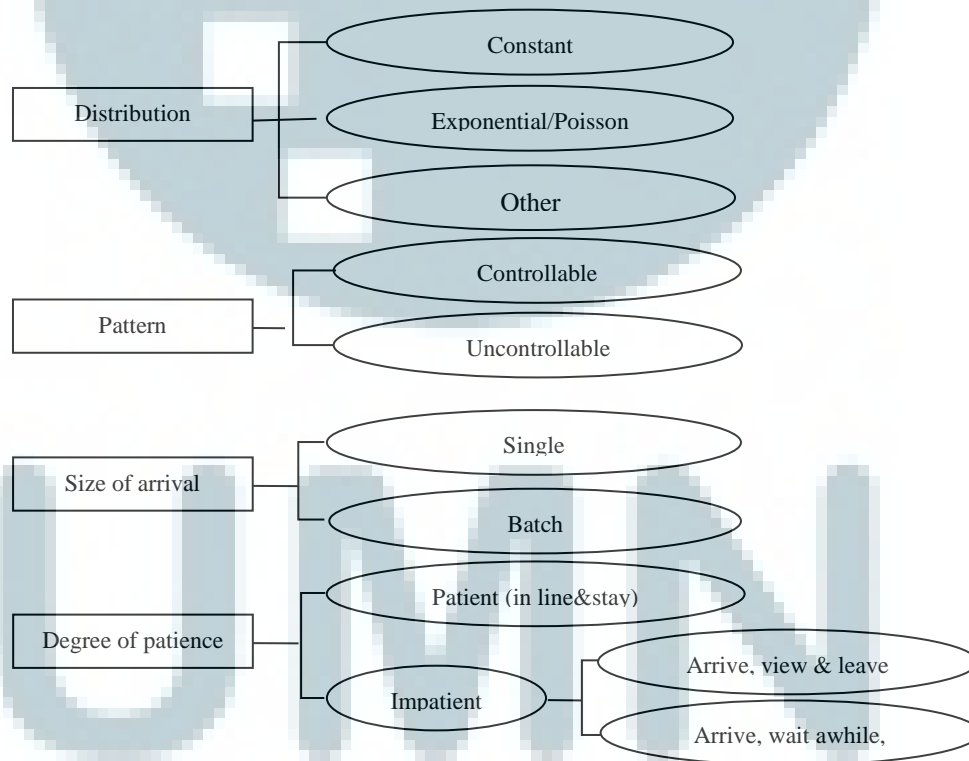 Constant
Distribution
Exponential/Poisson
Other
Controllable
Pattern
Uncontrollable
Single
Size of arrival
Batch
Patient (in line&stay)
Degree of patience
Arrive, view & leave
Impatient
Arrive, wait awhile,
UMN